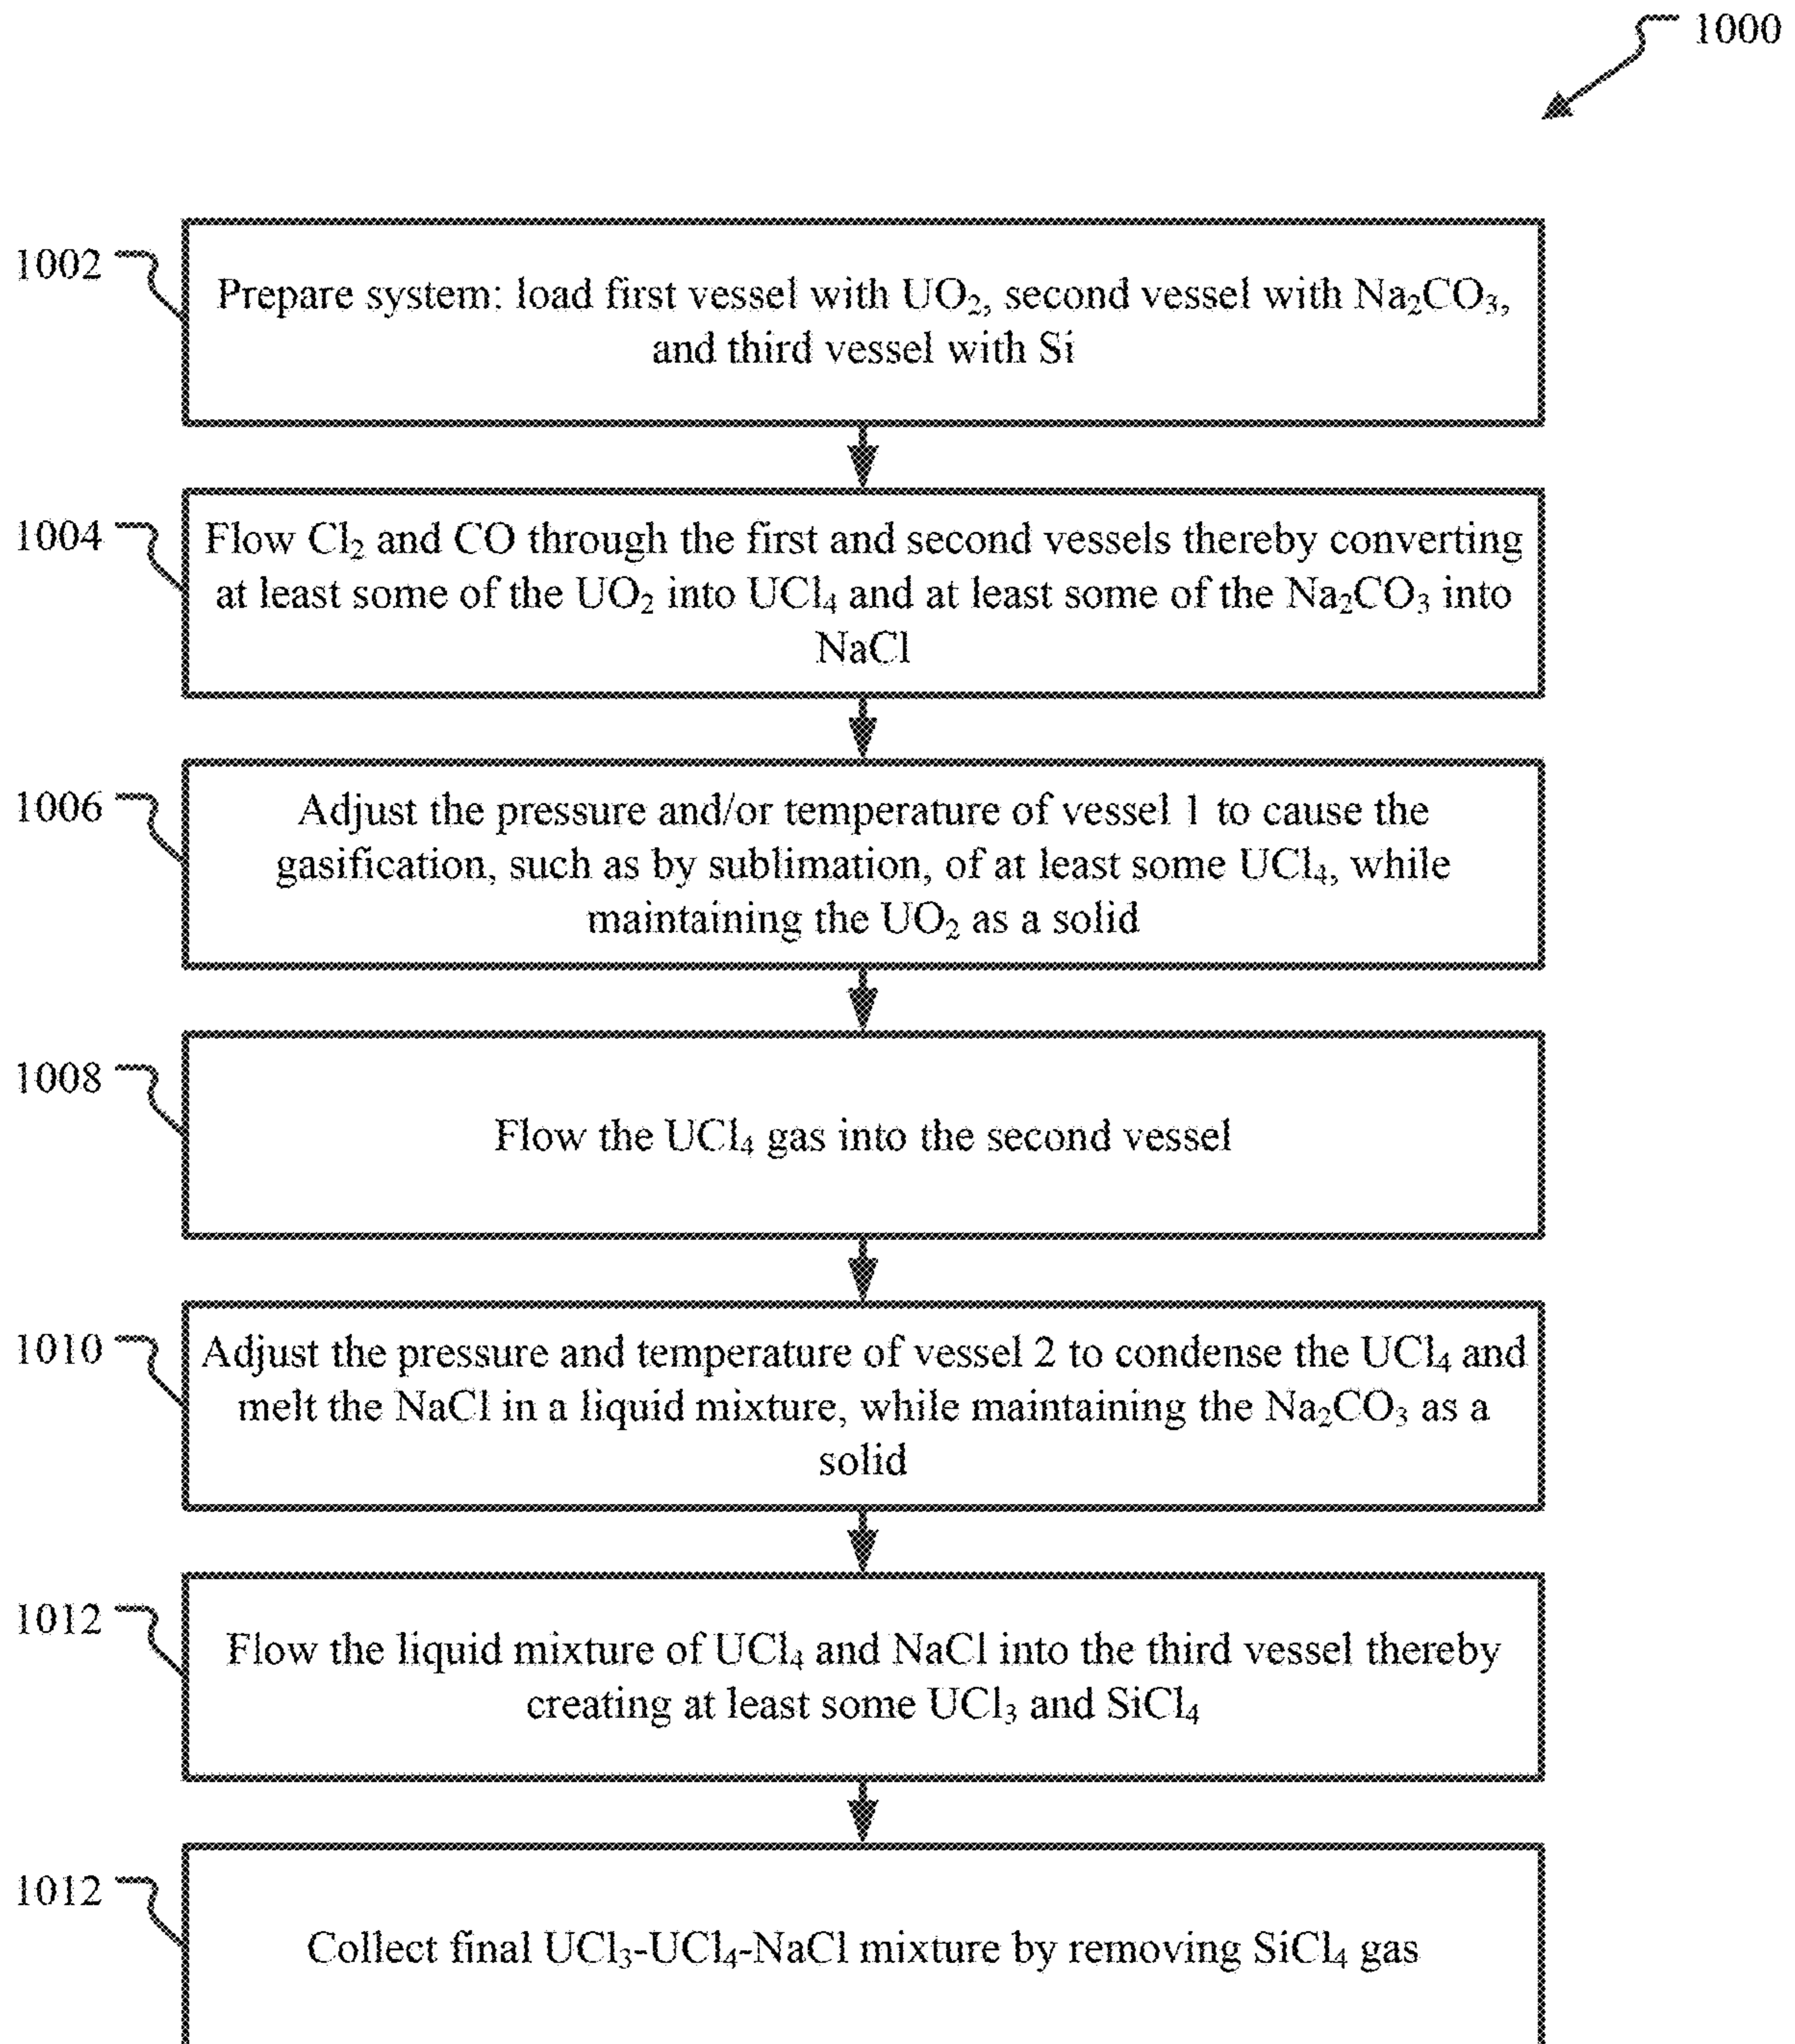 1000
1002
Prepare system: load first vessel with UO₂, second vessel with Na₂CO₃,
and third vessel with Si
1004
Flow Cl₂ and CO through the first and second vessels thereby converting
at least some of the UO₂ into UCl₄ and at least some of the Na₂CO₃ into
NaCl
1006
Adjust the pressure and/or temperature of vessel 1 to cause the
gasification, such as by sublimation, of at least some UCl₄, while
maintaining the UO₂ as a solid
1008
Flow the UCl₄ gas into the second vessel
1010
Adjust the pressure and temperature of vessel 2 to condense the UCl₄ and
melt the NaCl in a liquid mixture, while maintaining the Na₂CO₃ as a
solid
1012
Flow the liquid mixture of UCl₄ and NaCl into the third vessel thereby
creating at least some UCl₃ and SiCl₄
1012
Collect final UCl₃-UCl₄-NaCl mixture by removing SiCl₄ gas